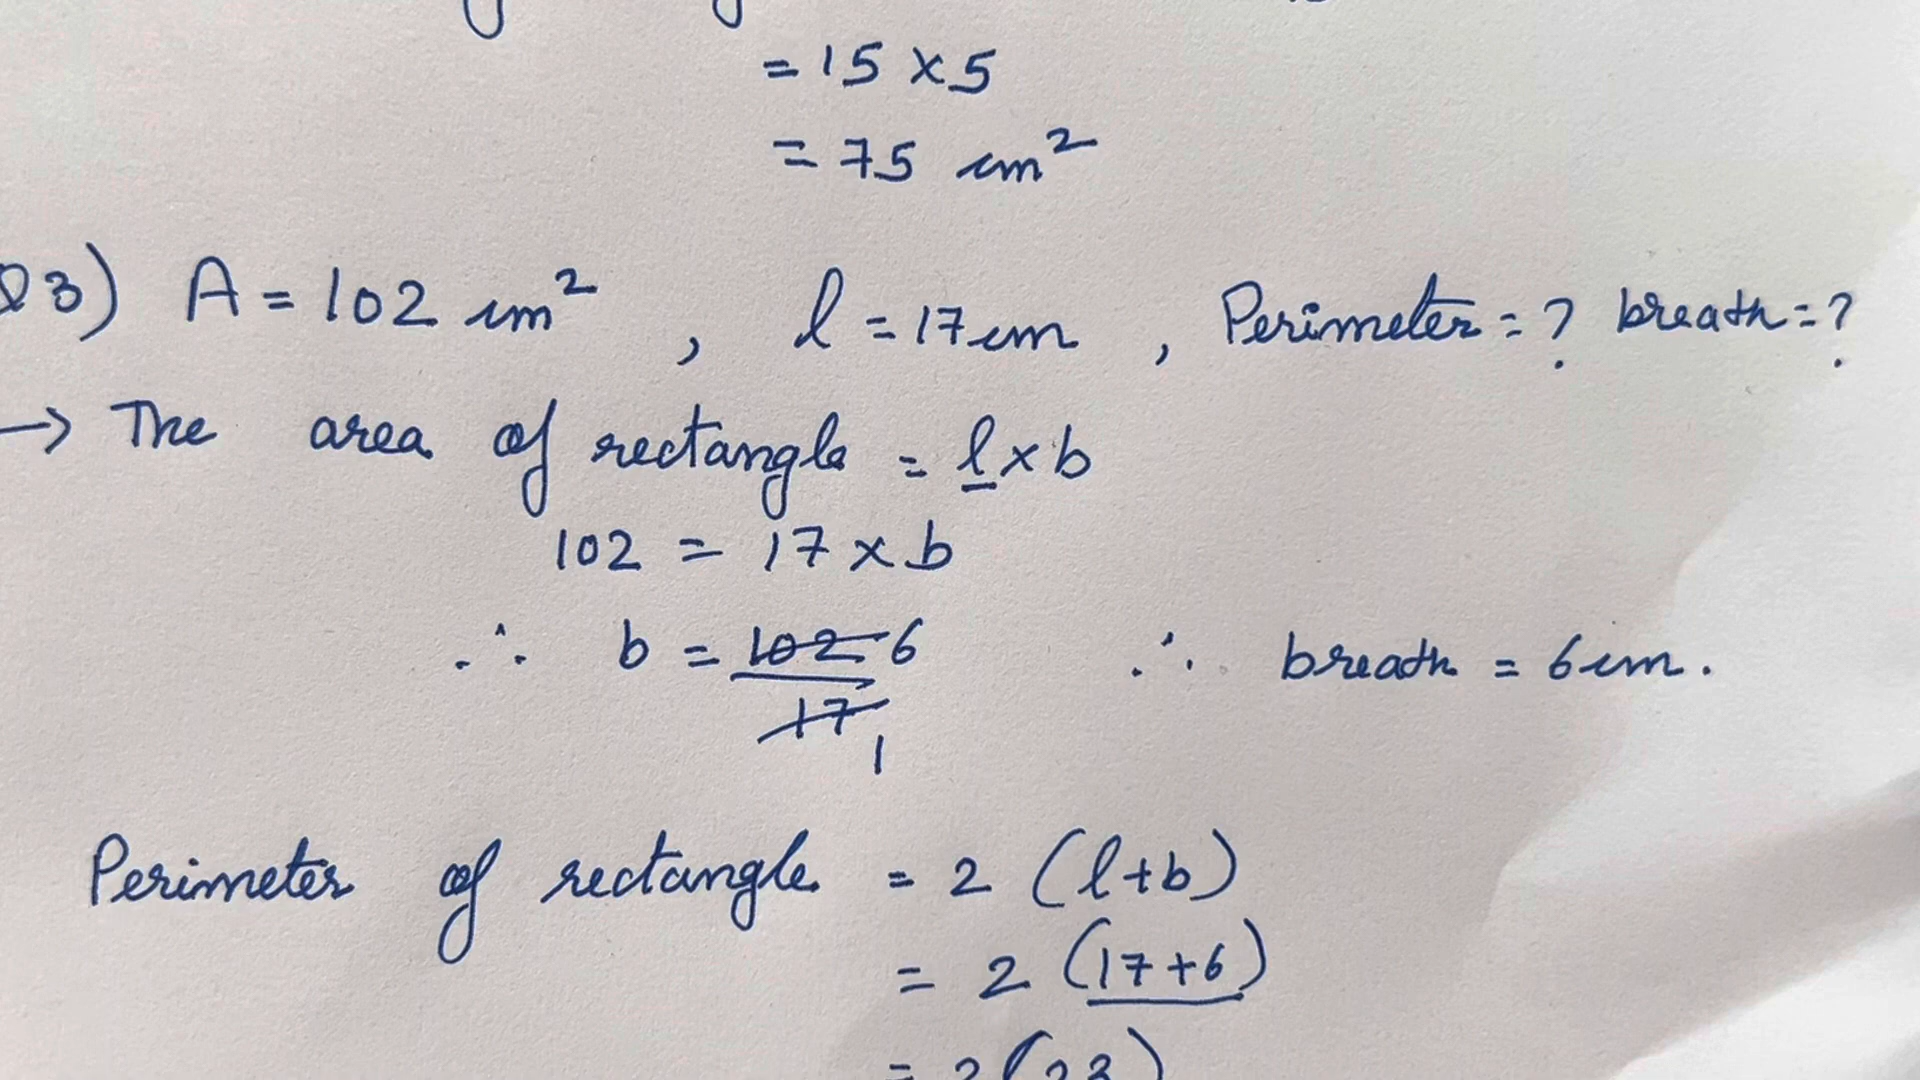 = 15 × 5
= 75 cm²
Q3) A = 102 cm² , l = 17 cm , Perimeter = ? breath = ?
→ The area of rectangle = l × b
102 = 17 × b
∴ b = 102 6 / 17 1 ∴ breath = 6 cm.
Perimeter of rectangle = 2 (l+b)
= 2 (17+6)
= 2 (23)